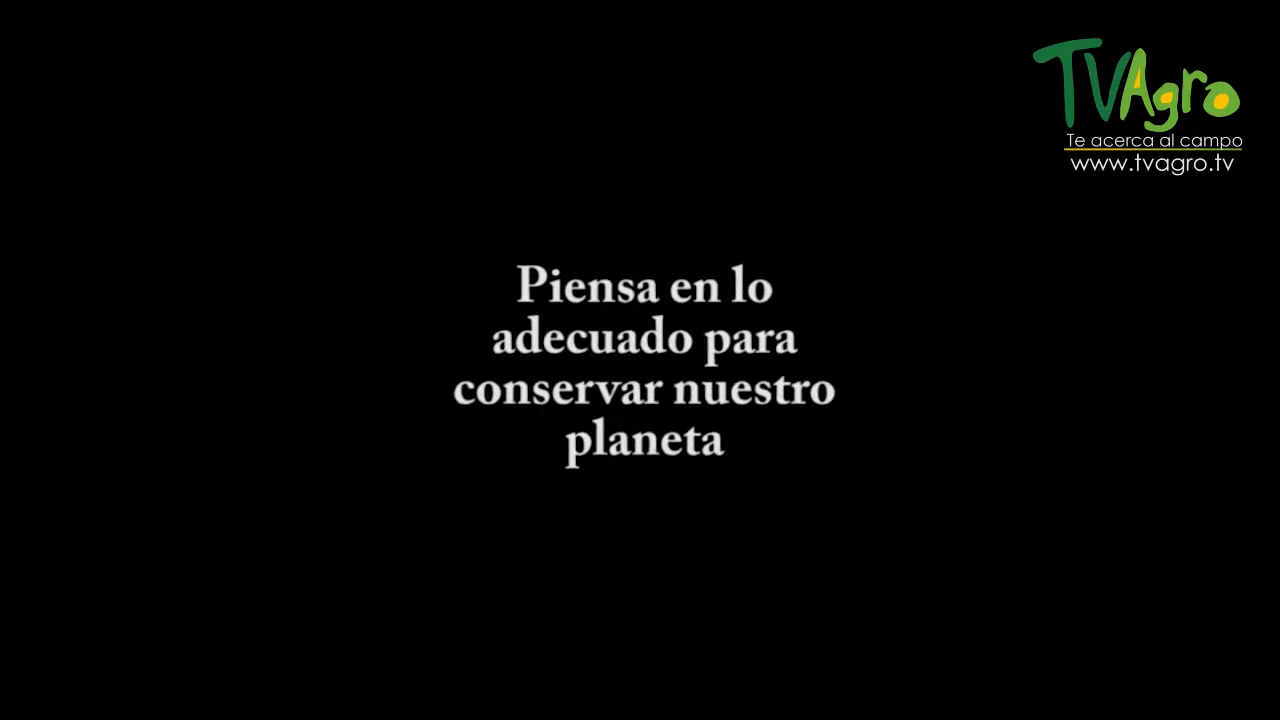 TVAgro
Te acerca al campo
www.tvagro.tv
Piensa en lo
adecuado para
conservar nuestro
planeta